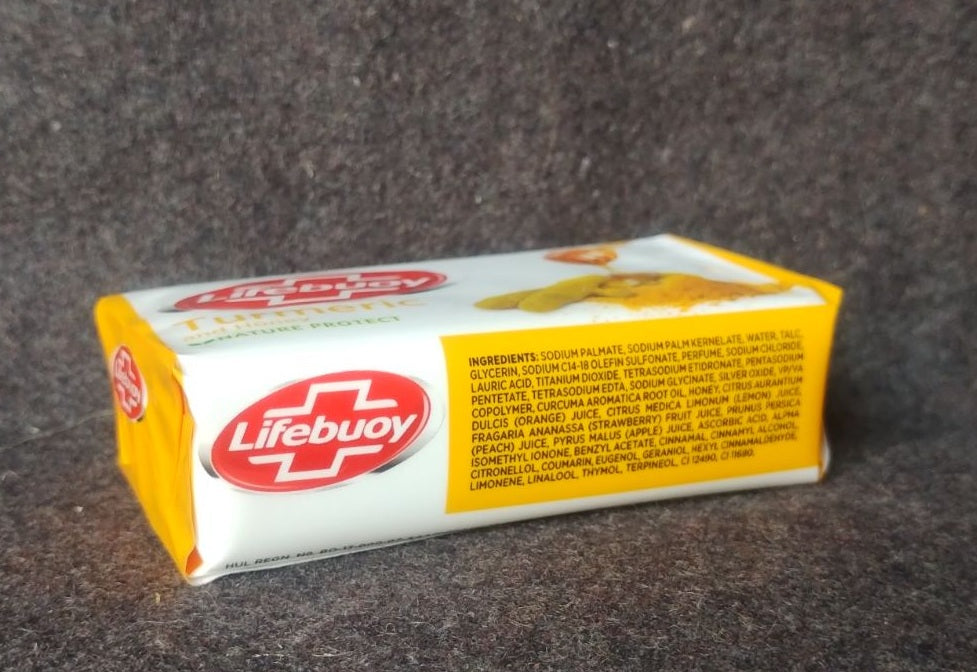 Lifebuoy
Turmeric
and Honey
NATURE PROTECT
Lifebuoy
INGREDIENTS: SODIUM PALMATE, SODIUM PALM KERNELATE, WATER, TALC,
GLYCERIN, SODIUM C14-18 OLEFIN SULFONATE, PERFUME, SODIUM CHLORIDE,
LAURIC ACID, TITANIUM DIOXIDE, TETRASODIUM ETIDRONATE, PENTASODIUM
PENTETATE, TETRASODIUM EDTA, SODIUM GLYCINATE, SILVER OXIDE, VP/VA
COPOLYMER, CURCUMA AROMATICA ROOT OIL, HONEY, CITRUS AURANTIUM
DULCIS (ORANGE) JUICE, CITRUS MEDICA LIMONUM (LEMON) JUICE,
FRAGARIA ANANASSA (STRAWBERRY) FRUIT JUICE, PRUNUS PERSICA
(PEACH) JUICE, PYRUS MALUS (APPLE) JUICE, ASCORBIC ACID, ALPHA
ISOMETHYL IONONE, BENZYL ACETATE, CINNAMAL, CINNAMYL ALCOHOL,
CITRONELLOL, COUMARIN, EUGENOL, GERANIOL, HEXYL CINNAMALDEHYDE,
LIMONENE, LINALOOL, THYMOL, TERPINEOL, CI 12490, CI 11680.
HUL REGN. No.